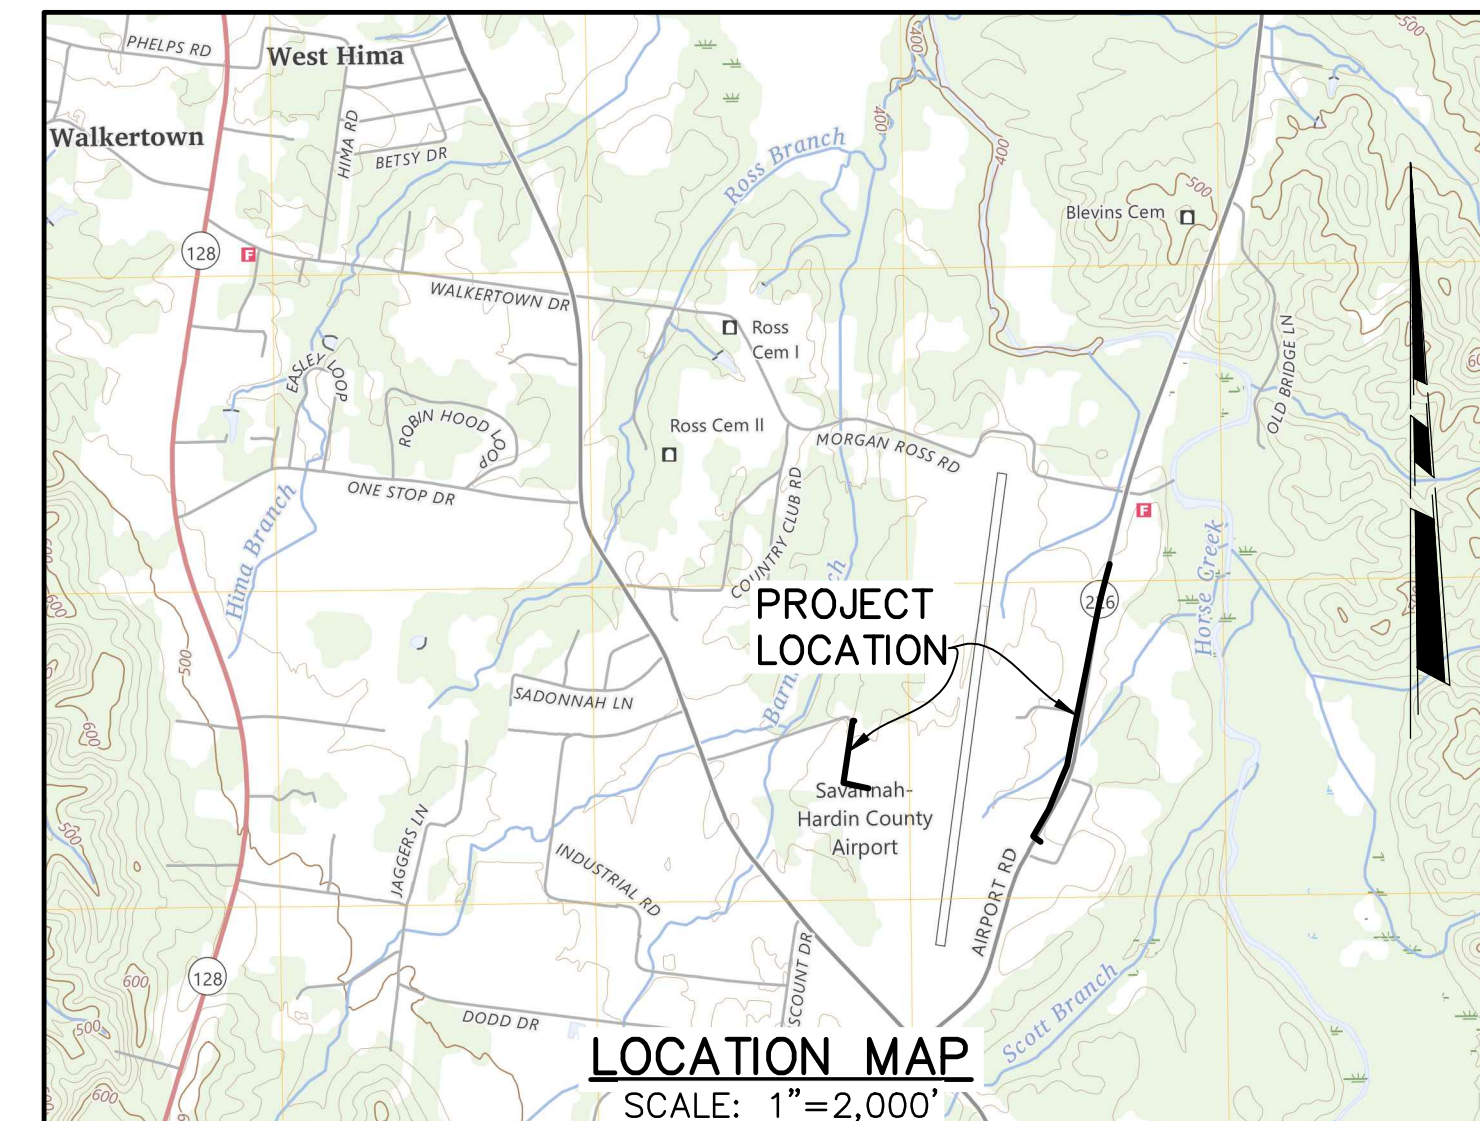 PHELPS RD
West Hima
400
500
Walkertown
HIMA RD
BETSY DR
Ross Branch
400
400
500
Blevins Cem
128
F
WALKERTOWN DR
Ross
Cem I
OLD BRIDGE LN
EASLEY LOOP
ROBIN HOOD LOOP
Ross Cem II
MORGAN ROSS RD
ONE STOP DR
COUNTRY CLUB RD
F
Hima Branch
Horse Creek
PROJECT
LOCATION
226
600
500
600
SADONNAH LN
Savannah-
Hardin County
Airport
500
JAGGERS LN
INDUSTRIAL RD
AIRPORT RD
128
600
500
DODD DR
Scott Branch
600
LOCATION MAP
SCALE: 1"=2,000'